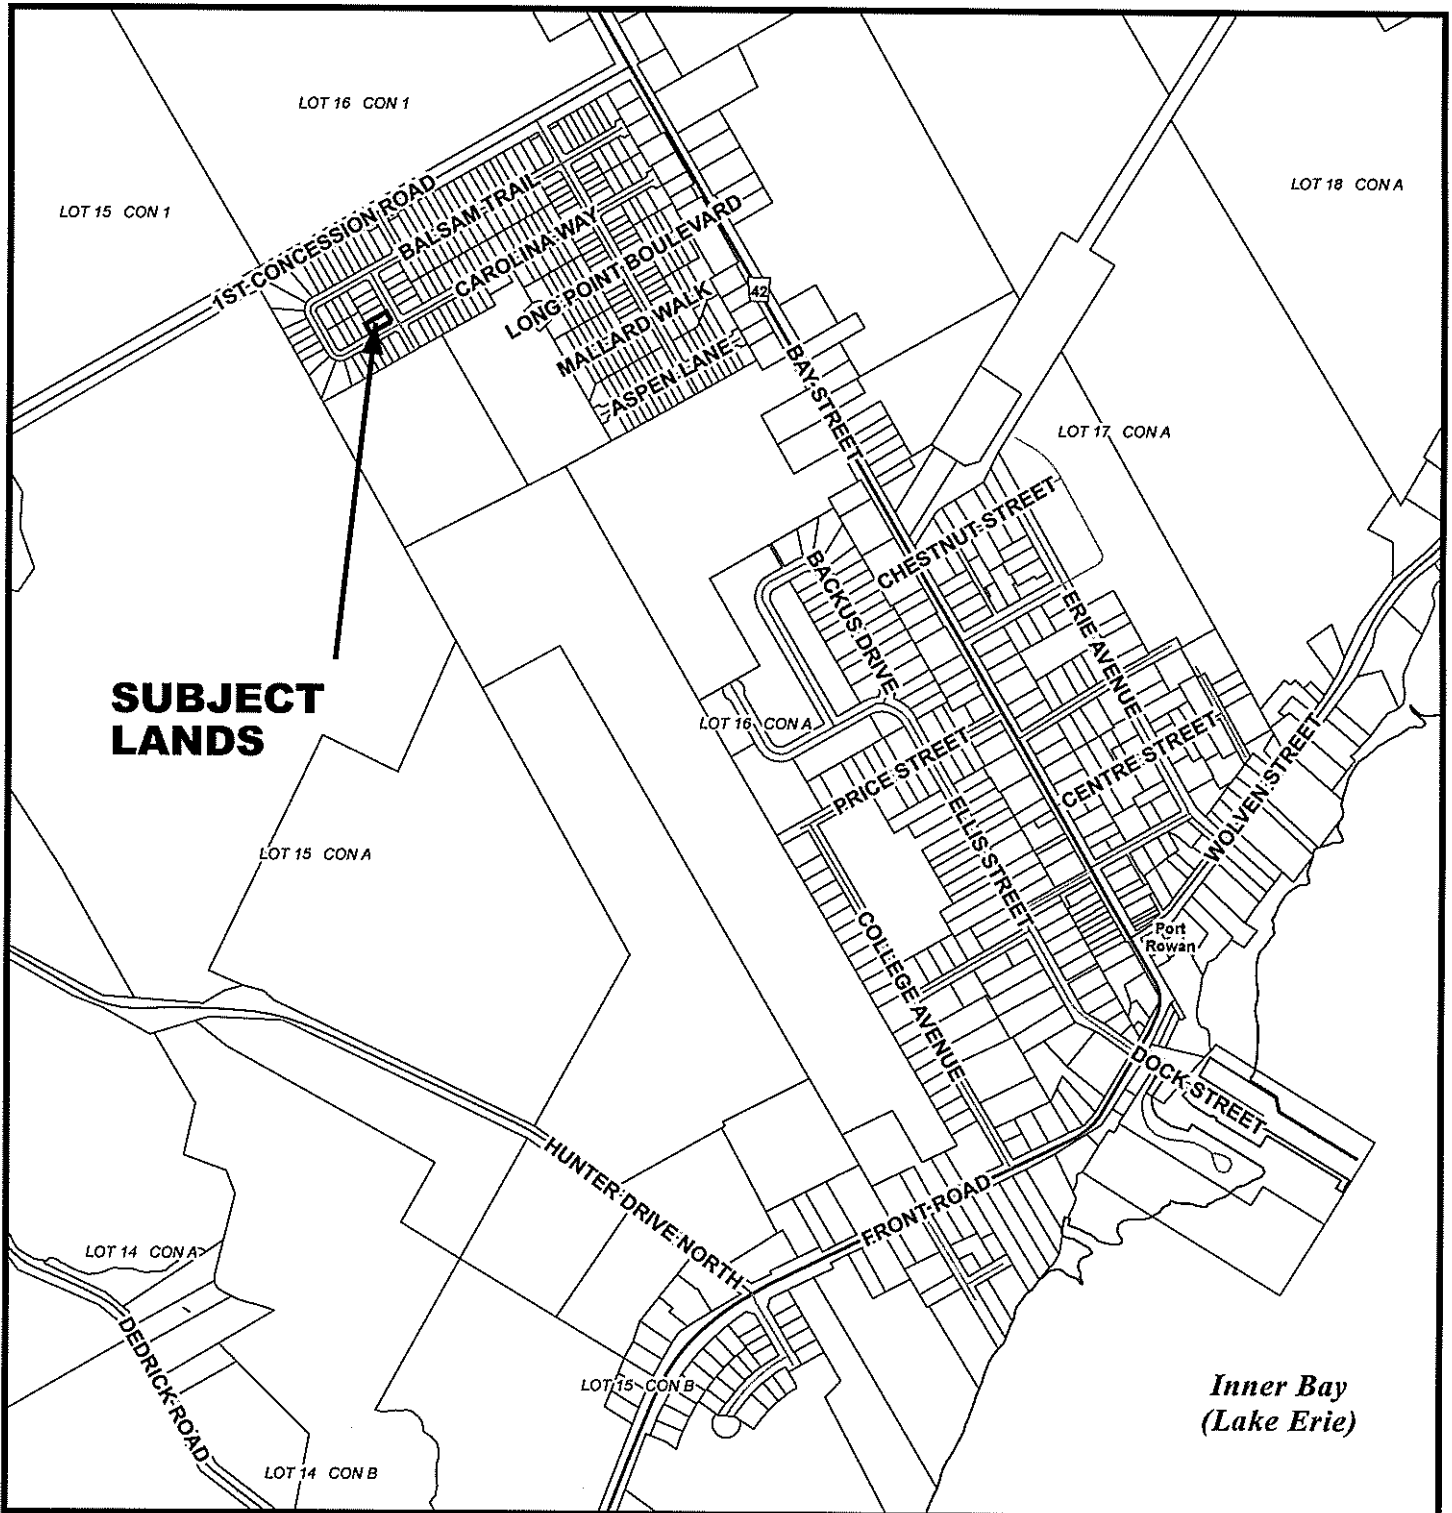 LOT 16 CON 1
LOT 15 CON 1
LOT 18 CON A
1ST CONCESSION ROAD
BALSAM TRAIL
CAROLINA WAY
LONG POINT BOULEVARD
MALLARD WALK
ASPEN LANE
42
BAY STREET
LOT 17 CON A
CHESTNUT STREET
BACKUS DRIVE
ERIE AVENUE
SUBJECT
LANDS
LOT 16 CON A
PRICE STREET
CENTRE STREET
WOLVEN STREET
ELLIS STREET
LOT 15 CON A
COLLEGE AVENUE
Port
Rowan
DOCK STREET
HUNTER DRIVE NORTH
FRONT ROAD
LOT 14 CON A
DEDRICK ROAD
LOT 15 CON B
LOT 14 CON B
Inner Bay
(Lake Erie)